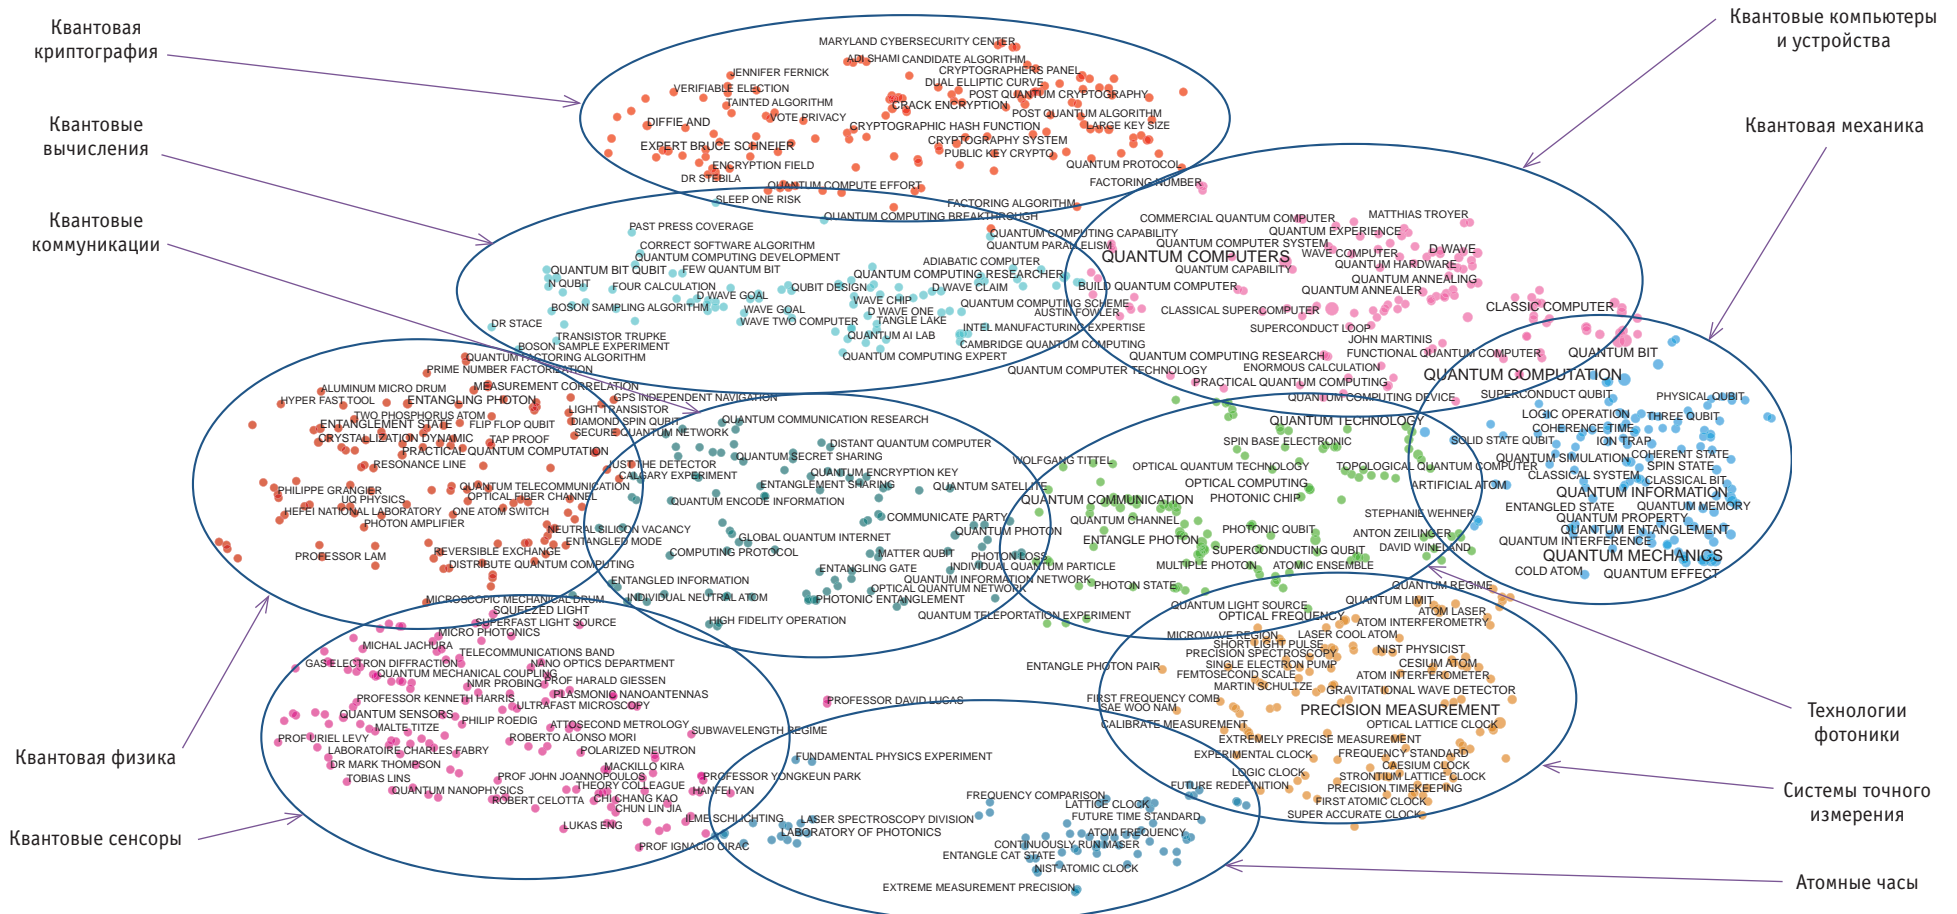 Квантовая
криптография
Квантовые
вычисления
Квантовые
коммуникации
Квантовая физика
Квантовые сенсоры
Квантовые компьютеры
и устройства
Квантовая механика
Технологии
фотоники
Системы точного
измерения
Атомные часы
MARYLAND CYBERSECURITY CENTER
ADI SHAMI
CANDIDATE ALGORITHM
CRYPTOGRAPHERS PANEL
JENNIFER FERNICK
DUAL ELLIPTIC CURVE
VERIFIABLE ELECTION
POST QUANTUM CRYPTOGRAPHY
TAINTED ALGORITHM
CRACK ENCRYPTION
VOTE PRIVACY
POST QUANTUM ALGORITHM
DIFFIE AND
CRYPTOGRAPHIC HASH FUNCTION
LARGE KEY SIZE
EXPERT BRUCE SCHNEIER
CRYPTOGRAPHY SYSTEM
PUBLIC KEY CRYPTO
ENCRYPTION FIELD
QUANTUM PROTOCOL
DR STEBILA
QUANTUM COMPUTE EFFORT
FACTORING NUMBER
SLEEP ONE RISK
FACTORING ALGORITHM
QUANTUM COMPUTING BREAKTHROUGH
PAST PRESS COVERAGE
QUANTUM COMPUTING CAPABILITY
CORRECT SOFTWARE ALGORITHM
QUANTUM PARALLELISM
QUANTUM COMPUTING DEVELOPMENT
ADIABATIC COMPUTER
QUANTUM BIT QUBIT
FEW QUANTUM BIT
QUANTUM COMPUTING RESEARCHER
N QUBIT
FOUR CALCULATION
QUBIT DESIGN
D WAVE CLAIM
D WAVE GOAL
WAVE CHIP
BOSON SAMPLING ALGORITHM
WAVE GOAL
D WAVE ONE
QUANTUM COMPUTING SCHEME
AUSTIN FOWLER
DR STACE
WAVE TWO COMPUTER
TANGLE LAKE
INTEL MANUFACTURING EXPERTISE
TRANSISTOR TRUPKE
QUANTUM AI LAB
CAMBRIDGE QUANTUM COMPUTING
BOSON SAMPLE EXPERIMENT
QUANTUM COMPUTING EXPERT
COMMERCIAL QUANTUM COMPUTER
MATTHIAS TROYER
QUANTUM EXPERIENCE
QUANTUM COMPUTER SYSTEM
D WAVE
QUANTUM COMPUTERS
WAVE COMPUTER
QUANTUM CAPABILITY
QUANTUM HARDWARE
QUANTUM ANNEALING
BUILD QUANTUM COMPUTER
QUANTUM ANNEALER
CLASSICAL SUPERCOMPUTER
CLASSIC COMPUTER
SUPERCONDUCT LOOP
JOHN MARTINIS
QUANTUM COMPUTING RESEARCH
FUNCTIONAL QUANTUM COMPUTER
QUANTUM COMPUTER TECHNOLOGY
ENORMOUS CALCULATION
PRACTICAL QUANTUM COMPUTING
QUANTUM COMPUTING DEVICE
QUANTUM BIT
QUANTUM COMPUTATION
SUPERCONDUCT QUBIT
PHYSICAL QUBIT
LOGIC OPERATION
THREE QUBIT
COHERENCE TIME
SOLID STATE QUBIT
ION TRAP
QUANTUM SIMULATION
COHERENT STATE
SPIN STATE
CLASSICAL SYSTEM
CLASSICAL BIT
ARTIFICIAL ATOM
QUANTUM INFORMATION
ENTANGLED STATE
QUANTUM MEMORY
QUANTUM PROPERTY
QUANTUM ENTANGLEMENT
QUANTUM INTERFERENCE
QUANTUM MECHANICS
COLD ATOM
QUANTUM EFFECT
QUANTUM FACTORING ALGORITHM
PRIME NUMBER FACTORIZATION
ALUMINUM MICRO DRUM
MEASUREMENT CORRELATION
HYPER FAST TOOL
ENTANGLING PHOTON
GPS INDEPENDENT NAVIGATION
TWO PHOSPHORUS ATOM
LIGHT TRANSISTOR
ENTANGLEMENT STATE
FLIP FLOP QUBIT
DIAMOND SPIN QUBIT
CRYSTALLIZATION DYNAMIC
TAP PROOF
SECURE QUANTUM NETWORK
PRACTICAL QUANTUM COMPUTATION
RESONANCE LINE
JUST THE DETECTOR
CALGARY EXPERIMENT
PHILIPPE GRANGIER
QUANTUM TELECOMMUNICATION
UQ PHYSICS
OPTICAL FIBER CHANNEL
HEFEI NATIONAL LABORATORY
ONE ATOM SWITCH
PHOTON AMPLIFIER
NEUTRAL SILICON VACANCY
ENTANGLED MODE
PROFESSOR LAM
REVERSIBLE EXCHANGE
DISTRIBUTE QUANTUM COMPUTING
MICROSCOPIC MECHANICAL DRUM
QUANTUM COMMUNICATION RESEARCH
DISTANT QUANTUM COMPUTER
QUANTUM SECRET SHARING
QUANTUM ENCRYPTION KEY
ENTANGLEMENT SHARING
QUANTUM SATELLITE
QUANTUM ENCODE INFORMATION
COMMUNICATE PARTY
GLOBAL QUANTUM INTERNET
QUANTUM PHOTON
COMPUTING PROTOCOL
MATTER QUBIT
PHOTON LOSS
ENTANGLING GATE
INDIVIDUAL QUANTUM PARTICLE
ENTANGLED INFORMATION
QUANTUM INFORMATION NETWORK
OPTICAL QUANTUM NETWORK
INDIVIDUAL NEUTRAL ATOM
PHOTONIC ENTANGLEMENT
HIGH FIDELITY OPERATION
QUANTUM TELEPORTATION EXPERIMENT
QUANTUM TECHNOLOGY
SPIN BASE ELECTRONIC
WOLFGANG TITTEL
OPTICAL QUANTUM TECHNOLOGY
TOPOLOGICAL QUANTUM COMPUTER
OPTICAL COMPUTING
QUANTUM COMMUNICATION
PHOTONIC CHIP
QUANTUM CHANNEL
STEPHANIE WEHNER
PHOTONIC QUBIT
ENTANGLE PHOTON
ANTON ZEILINGER
SUPERCONDUCTING QUBIT
DAVID WINELAND
MULTIPLE PHOTON
ATOMIC ENSEMBLE
PHOTON STATE
QUANTUM REGIME
QUANTUM LIGHT SOURCE
QUANTUM LIMIT
OPTICAL FREQUENCY
ATOM LASER
ATOM INTERFEROMETRY
MICROWAVE REGION
LASER COOL ATOM
SHORT LIGHT PULSE
NIST PHYSICIST
PRECISION SPECTROSCOPY
ENTANGLE PHOTON PAIR
SINGLE ELECTRON PUMP
CESIUM ATOM
FEMTOSECOND SCALE
ATOM INTERFEROMETER
MARTIN SCHULTZE
GRAVITATIONAL WAVE DETECTOR
FIRST FREQUENCY COMB
SAE WOO NAM
PRECISION MEASUREMENT
CALIBRATE MEASUREMENT
OPTICAL LATTICE CLOCK
EXTREMELY PRECISE MEASUREMENT
EXPERIMENTAL CLOCK
FREQUENCY STANDARD
CAESIUM CLOCK
LOGIC CLOCK
STRONTIUM LATTICE CLOCK
FUTURE REDEFINITION
PRECISION TIMEKEEPING
FIRST ATOMIC CLOCK
SUPER ACCURATE CLOCK
SQUEEZED LIGHT
SUPERFAST LIGHT SOURCE
MICRO PHOTONICS
MICHAL JACHURA
TELECOMMUNICATIONS BAND
GAS ELECTRON DIFFRACTION
NANO OPTICS DEPARTMENT
QUANTUM MECHANICAL COUPLING
NMR PROBING
PROF HARALD GIESSEN
PROFESSOR KENNETH HARRIS
PLASMONIC NANOANTENNAS
ULTRAFAST MICROSCOPY
QUANTUM SENSORS
PHILIP ROEDIG
MALTE TITZE
ATTOSECOND METROLOGY
SUBWAVELENGTH REGIME
PROF URIEL LEVY
ROBERTO ALONSO MORI
LABORATOIRE CHARLES FABRY
POLARIZED NEUTRON
DR MARK THOMPSON
MACKILLO KIRA
TOBIAS LINS
PROF JOHN JOANNOPOULOS
PROFESSOR YONGKEUN PARK
THEORY COLLEAGUE
QUANTUM NANOPHYSICS
HANFEI YAN
ROBERT CELOTTA
CHI CHANG KAO
CHUN LIN JIA
LUKAS ENG
ILME SCHLICHTING
PROF IGNACIO CIRAC
PROFESSOR DAVID LUCAS
FUNDAMENTAL PHYSICS EXPERIMENT
FREQUENCY COMPARISON
LATTICE CLOCK
LASER SPECTROSCOPY DIVISION
FUTURE TIME STANDARD
LABORATORY OF PHOTONICS
ATOM FREQUENCY
CONTINUOUSLY RUN MASER
ENTANGLE CAT STATE
NIST ATOMIC CLOCK
EXTREME MEASUREMENT PRECISION